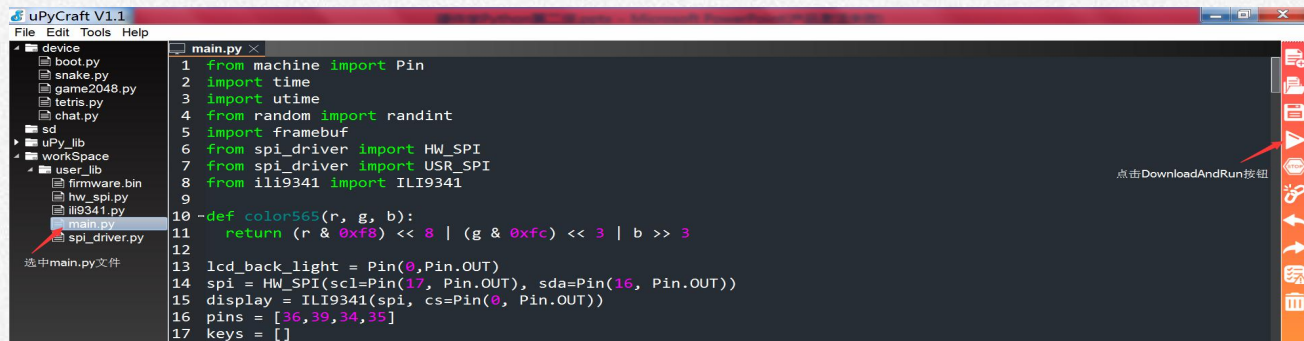 uPyCraft V1.1
File Edit Tools Help
device
boot.py
snake.py
game2048.py
tetris.py
chat.py
sd
uPy_lib
workSpace
user_lib
firmware.bin
hw_spi.py
ili9341.py
main.py
spi_driver.py
选中main.py文件
main.py
1 from machine import Pin
2 import time
3 import utime
4 from random import randint
5 import framebuf
6 from spi_driver import HW_SPI
7 from spi_driver import USR_SPI
8 from ili9341 import ILI9341
9
10 def color565(r, g, b):
11 return (r & 0xf8) << 8 | (g & 0xfc) << 3 | b >> 3
12
13 lcd_back_light = Pin(0,Pin.OUT)
14 spi = HW_SPI(scl=Pin(17, Pin.OUT), sda=Pin(16, Pin.OUT))
15 display = ILI9341(spi, cs=Pin(0, Pin.OUT))
16 pins = [36,39,34,35]
17 keys = []
点击DownloadAndRun按钮
STOP